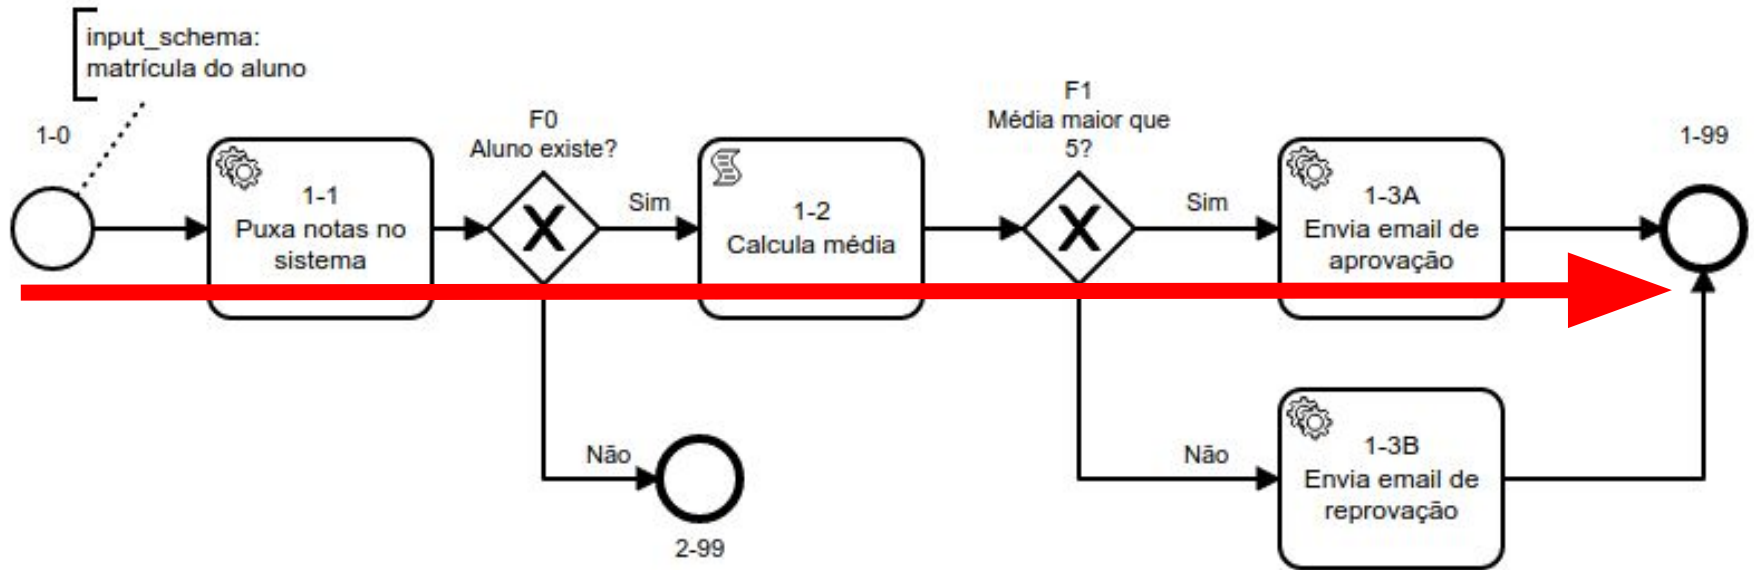 input_schema:
matrícula do aluno
1-0
1-1
Puxa notas no
sistema
F0
Aluno existe?
Sim
Não
2-99
1-2
Calcula média
F1
Média maior que
5?
Sim
Não
1-3A
Envia email de
aprovação
1-3B
Envia email de
reprovação
1-99